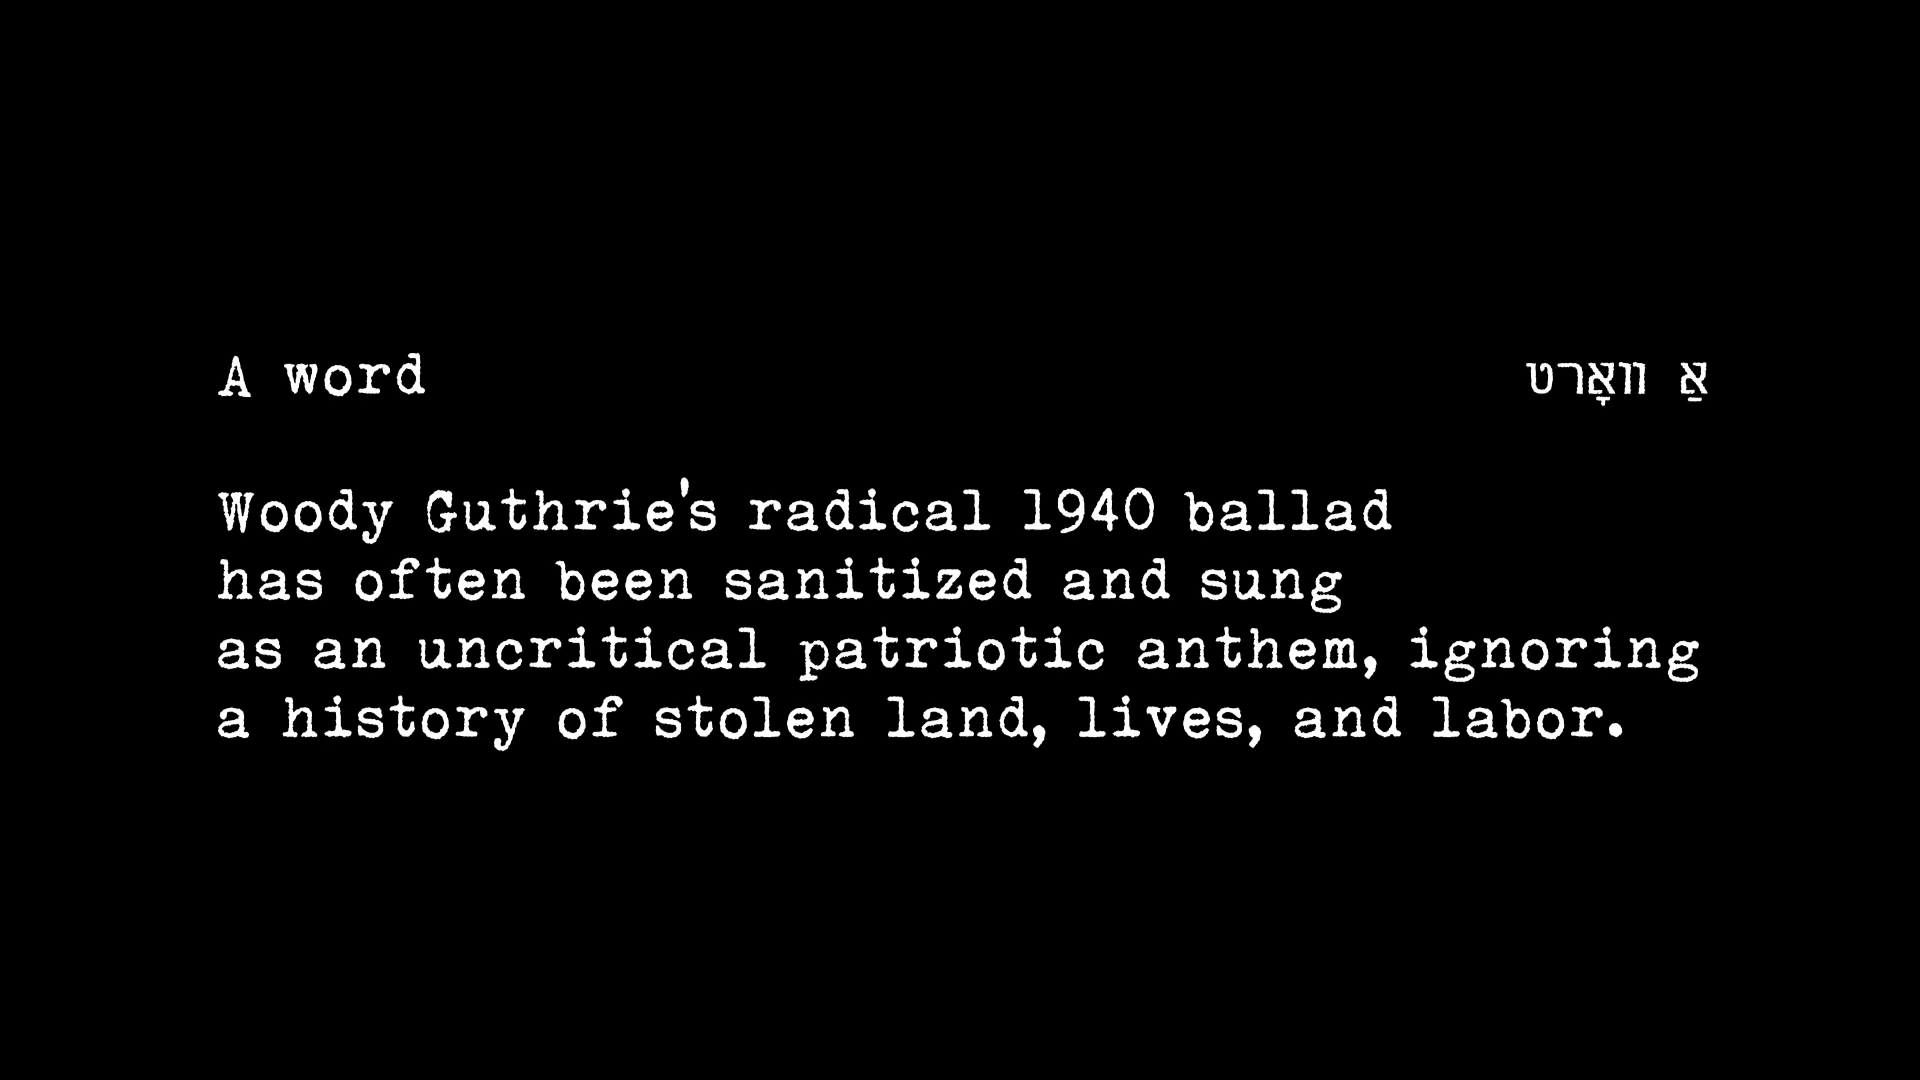 A word
אַ וואָרט
Woody Guthrie's radical 1940 ballad
has often been sanitized and sung
as an uncritical patriotic anthem, ignoring
a history of stolen land, lives, and labor.